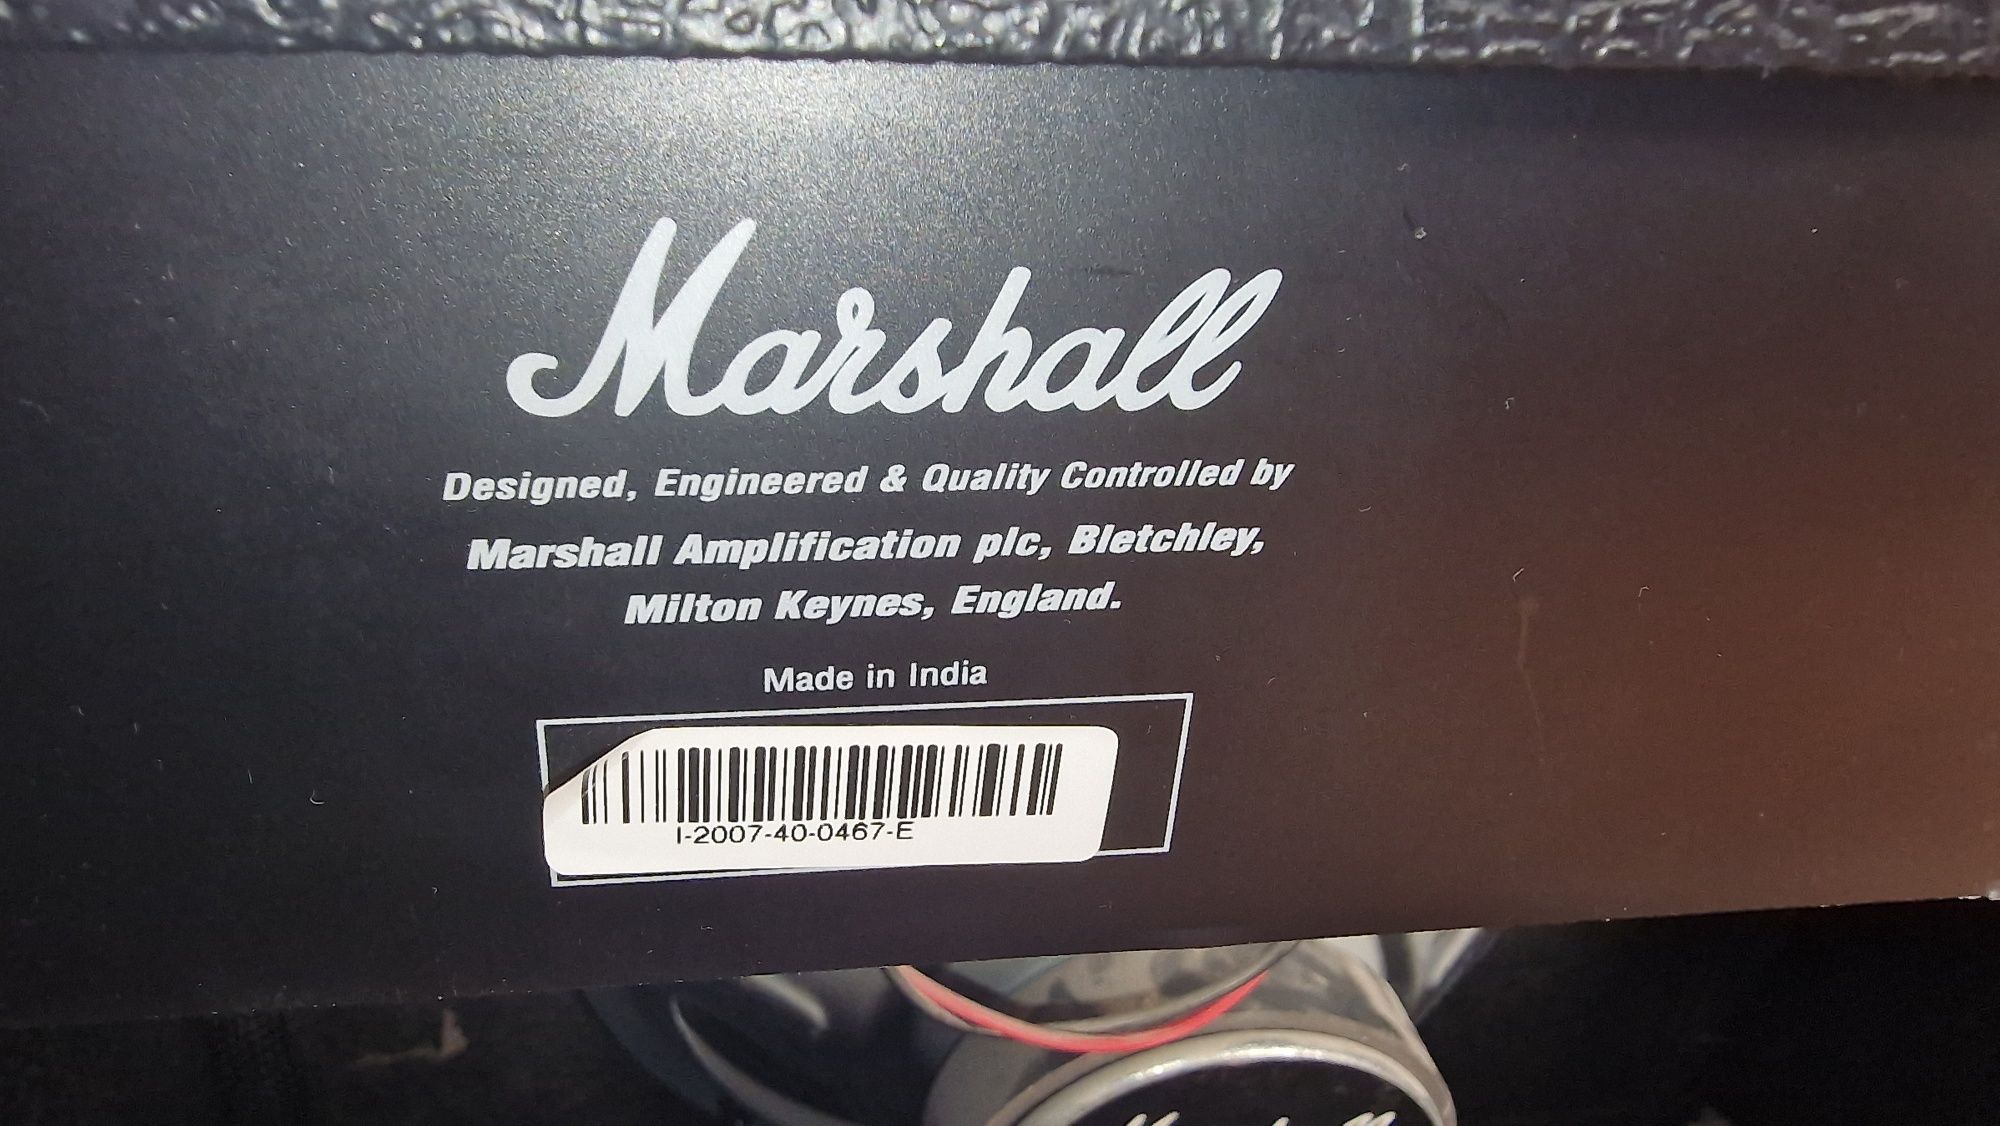 Marshall
Designed, Engineered & Quality Controlled by
Marshall Amplification plc, Bletchley,
Milton Keynes, England.
Made in India
I-2007-40-0467-E
Marshall